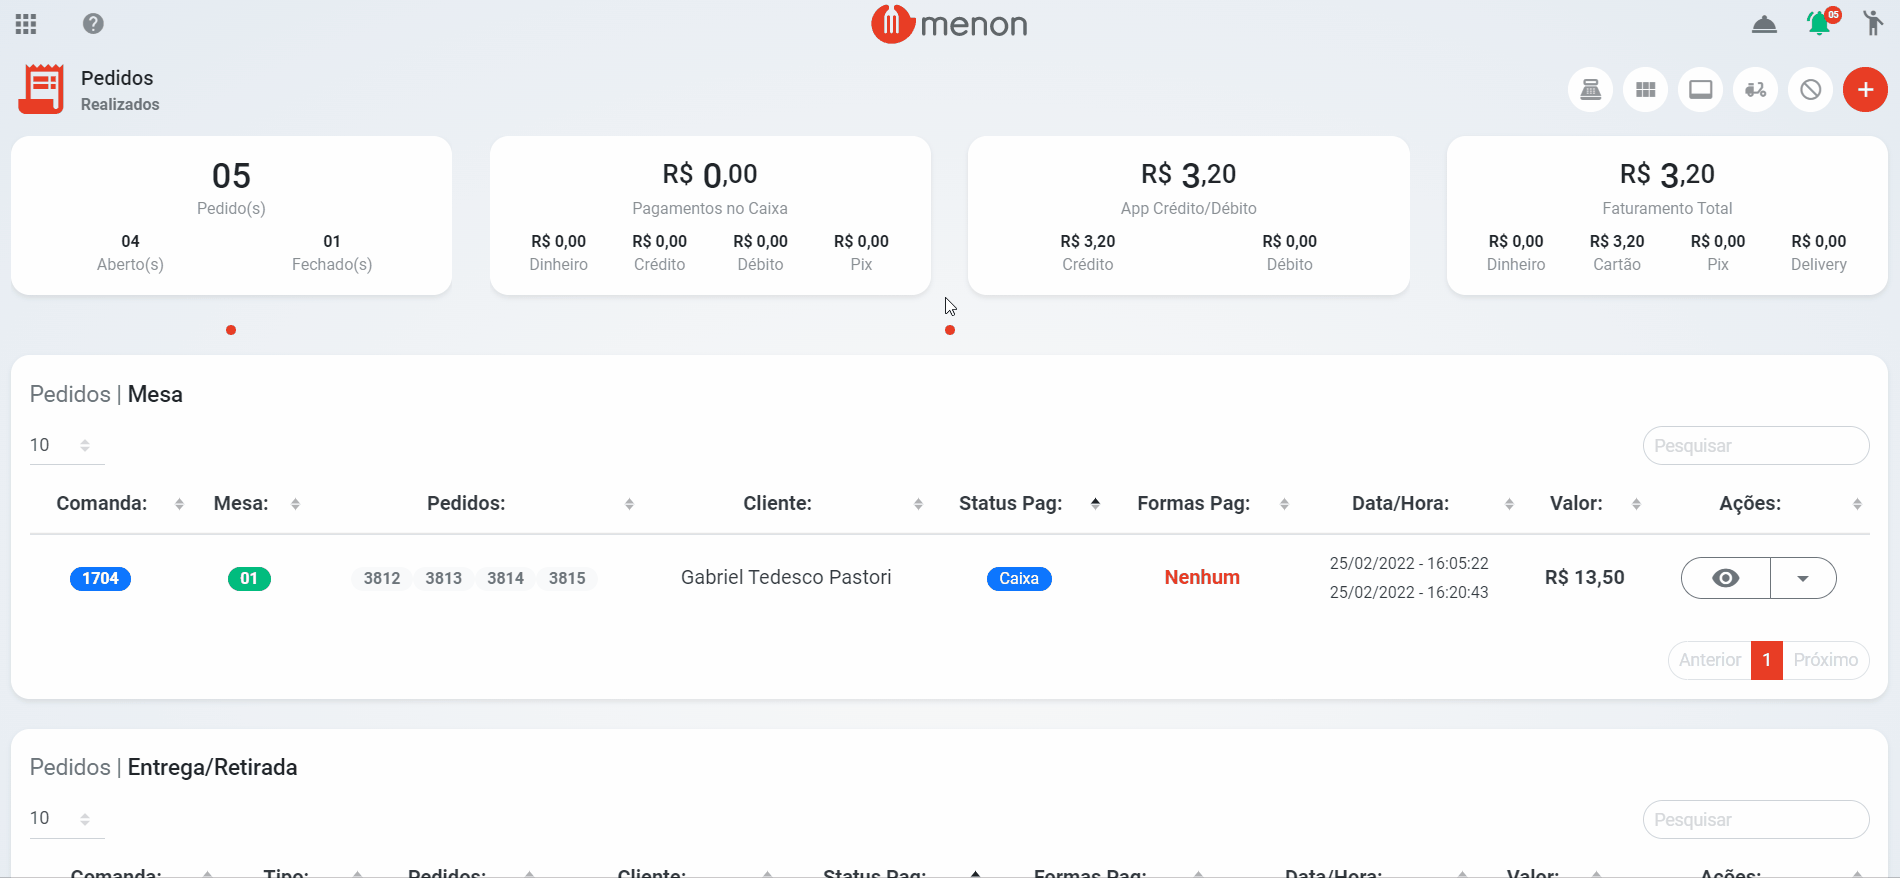 menon
05
Pedidos
Realizados
05
Pedido(s)
04
Aberto(s)
01
Fechado(s)
R$ 0,00
Pagamentos no Caixa
R$ 0,00 R$ 0,00 R$ 0,00 R$ 0,00
Dinheiro Crédito Débito Pix
R$ 3,20
App Crédito/Débito
R$ 3,20 R$ 0,00
Crédito Débito
R$ 3,20
Faturamento Total
R$ 0,00 R$ 3,20 R$ 0,00 R$ 0,00
Dinheiro Cartão Pix Delivery
Pedidos | Mesa
10 Pesquisar
Comanda: Mesa: Pedidos: Cliente: Status Pag: Formas Pag: Data/Hora: Valor: Ações:
1704 01 3812 3813 3814 3815 Gabriel Tedesco Pastori Caixa Nenhum 25/02/2022 - 16:05:22 R$ 13,50
25/02/2022 - 16:20:43
Anterior 1 Próximo
Pedidos | Entrega/Retirada
10 Pesquisar
Comanda: Tipo: Pedidos: Cliente: Status Pag: Formas Pag: Data/Hora: Valor: Ações: